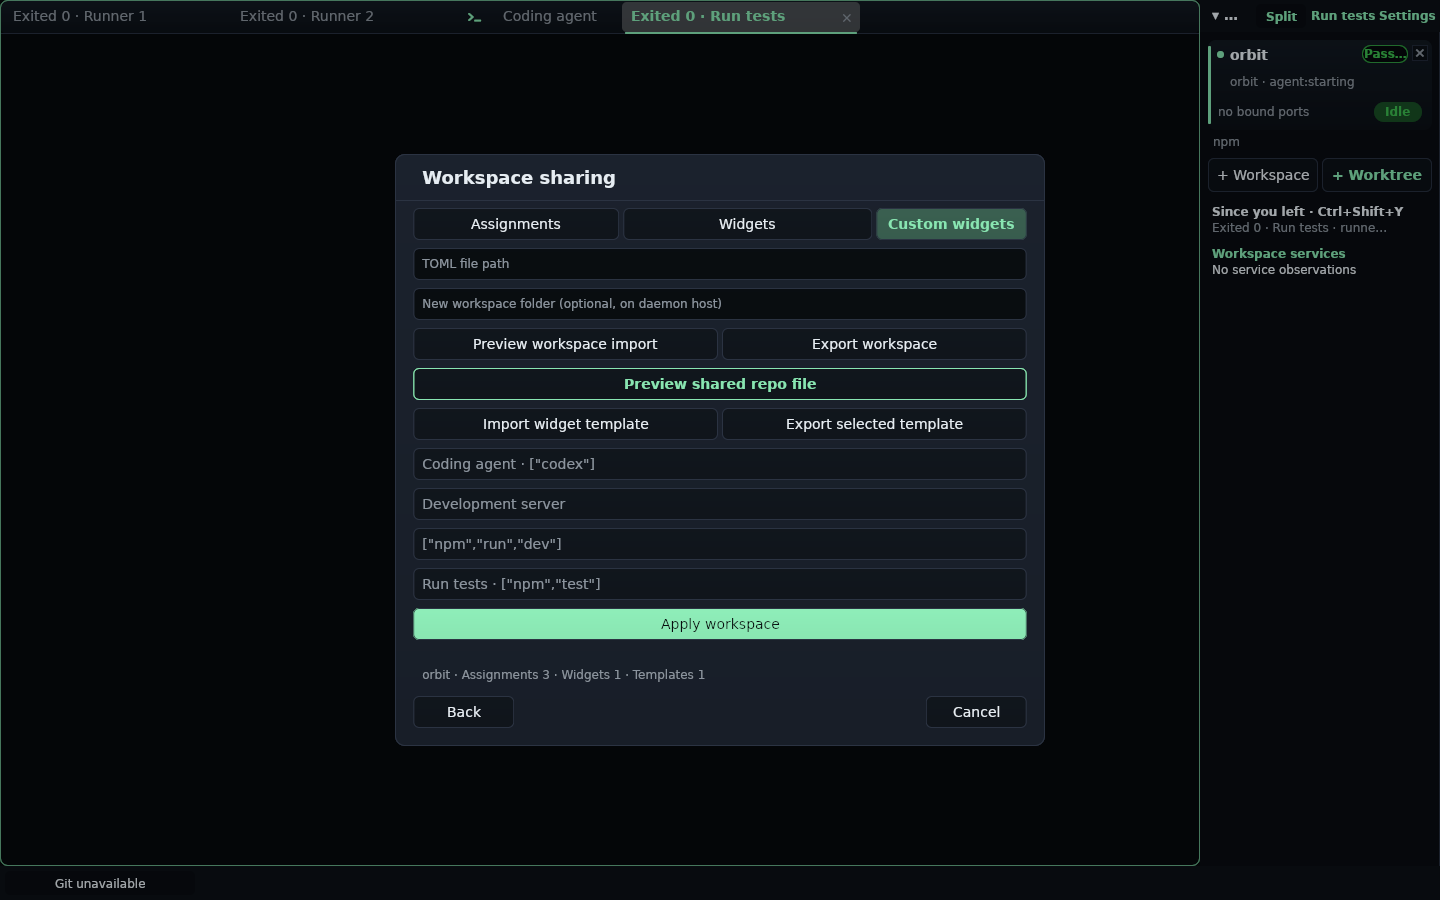 Exited 0 · Runner 1
Exited 0 · Runner 2
Coding agent
Exited 0 · Run tests ×
▼ ... Split Run tests Settings
orbit Pass... ×
orbit · agent:starting
no bound ports Idle
npm
+ Workspace + Worktree
Since you left · Ctrl+Shift+Y
Exited 0 · Run tests · runne...
Workspace services
No service observations
Workspace sharing
Assignments Widgets Custom widgets
TOML file path
New workspace folder (optional, on daemon host)
Preview workspace import Export workspace
Preview shared repo file
Import widget template Export selected template
Coding agent · ["codex"]
Development server
["npm","run","dev"]
Run tests · ["npm","test"]
Apply workspace
orbit · Assignments 3 · Widgets 1 · Templates 1
Back Cancel
Git unavailable